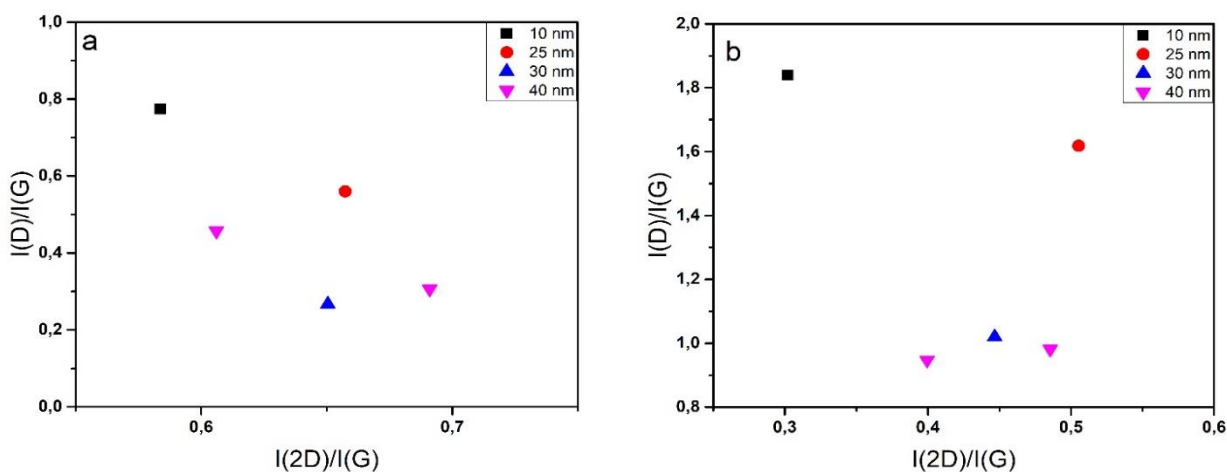 a
1,0
0,8
0,6
0,4
0,2
0,0
I(D)/I(G)
0,6
0,7
I(2D)/I(G)
10 nm
25 nm
30 nm
40 nm
b
2,0
1,8
1,6
1,4
1,2
1,0
0,8
I(D)/I(G)
0,3
0,4
0,5
0,6
I(2D)/I(G)
10 nm
25 nm
30 nm
40 nm